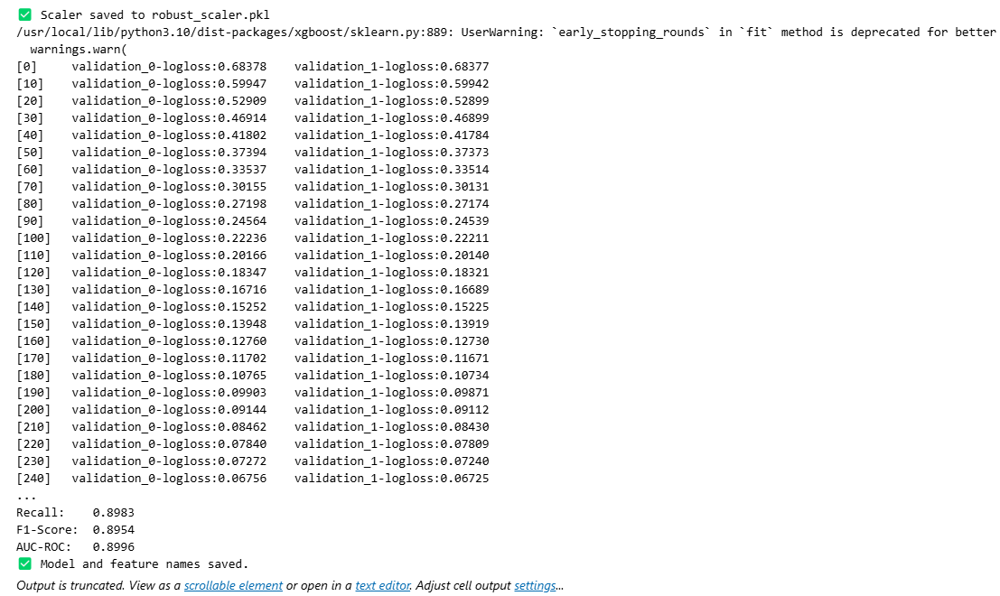 ✅ Scaler saved to robust_scaler.pkl
/usr/local/lib/python3.10/dist-packages/xgboost/sklearn.py:889: UserWarning: `early_stopping_rounds` in `fit` method is deprecated for better
  warnings.warn(
[0]	validation_0-logloss:0.68378	validation_1-logloss:0.68377
[10]	validation_0-logloss:0.59947	validation_1-logloss:0.59942
[20]	validation_0-logloss:0.52909	validation_1-logloss:0.52899
[30]	validation_0-logloss:0.46914	validation_1-logloss:0.46899
[40]	validation_0-logloss:0.41802	validation_1-logloss:0.41784
[50]	validation_0-logloss:0.37394	validation_1-logloss:0.37373
[60]	validation_0-logloss:0.33537	validation_1-logloss:0.33514
[70]	validation_0-logloss:0.30155	validation_1-logloss:0.30131
[80]	validation_0-logloss:0.27198	validation_1-logloss:0.27174
[90]	validation_0-logloss:0.24564	validation_1-logloss:0.24539
[100]	validation_0-logloss:0.22236	validation_1-logloss:0.22211
[110]	validation_0-logloss:0.20166	validation_1-logloss:0.20140
[120]	validation_0-logloss:0.18347	validation_1-logloss:0.18321
[130]	validation_0-logloss:0.16716	validation_1-logloss:0.16689
[140]	validation_0-logloss:0.15252	validation_1-logloss:0.15225
[150]	validation_0-logloss:0.13948	validation_1-logloss:0.13919
[160]	validation_0-logloss:0.12760	validation_1-logloss:0.12730
[170]	validation_0-logloss:0.11702	validation_1-logloss:0.11671
[180]	validation_0-logloss:0.10765	validation_1-logloss:0.10734
[190]	validation_0-logloss:0.09903	validation_1-logloss:0.09871
[200]	validation_0-logloss:0.09144	validation_1-logloss:0.09112
[210]	validation_0-logloss:0.08462	validation_1-logloss:0.08430
[220]	validation_0-logloss:0.07840	validation_1-logloss:0.07809
[230]	validation_0-logloss:0.07272	validation_1-logloss:0.07240
[240]	validation_0-logloss:0.06756	validation_1-logloss:0.06725
...
Recall:    0.8983
F1-Score:  0.8954
AUC-ROC:   0.8996
✅ Model and feature names saved.
Output is truncated. View as a scrollable element or open in a text editor. Adjust cell output settings...